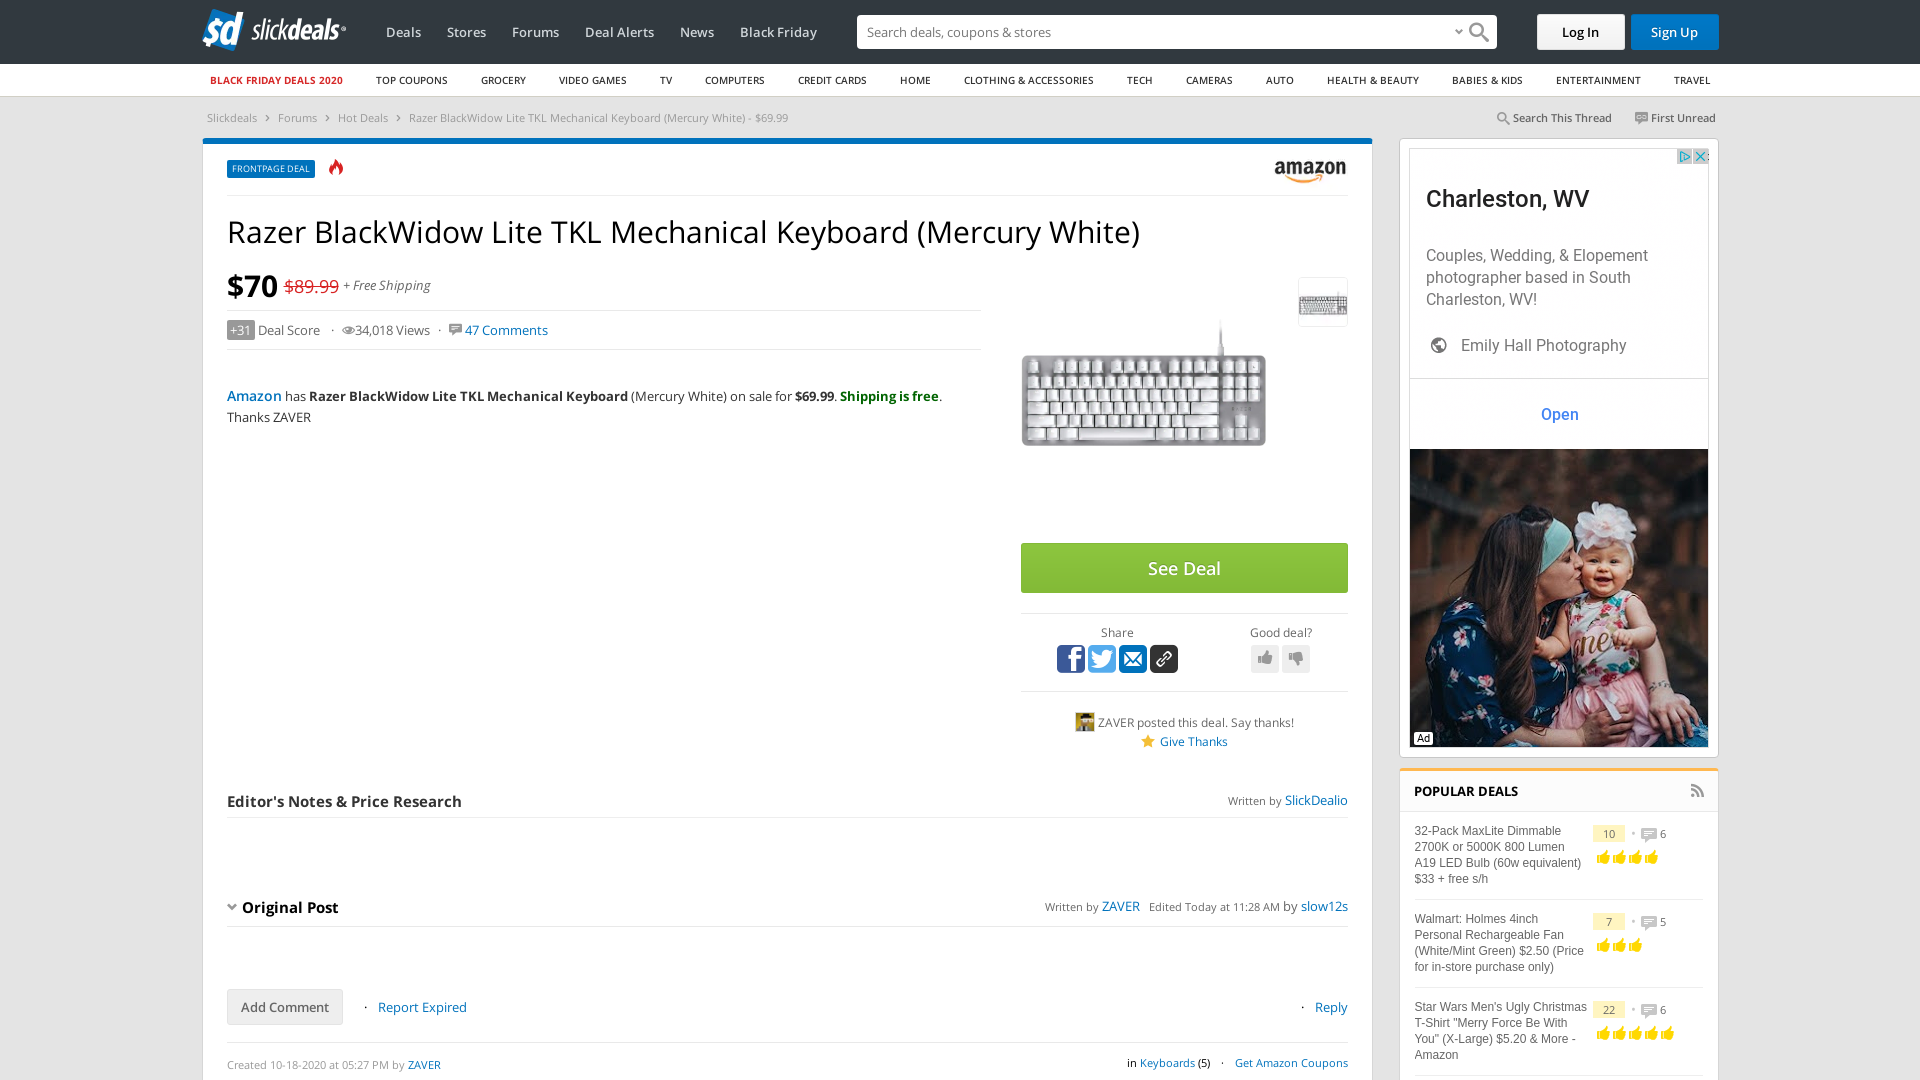 slickdeals
Deals
Stores
Forums
Deal Alerts
News
Black Friday
Search deals, coupons & stores
Log In
Sign Up
BLACK FRIDAY DEALS 2020
TOP COUPONS
GROCERY
VIDEO GAMES
TV
COMPUTERS
CREDIT CARDS
HOME
CLOTHING & ACCESSORIES
TECH
CAMERAS
AUTO
HEALTH & BEAUTY
BABIES & KIDS
ENTERTAINMENT
TRAVEL
Slickdeals › Forums › Hot Deals › Razer BlackWidow Lite TKL Mechanical Keyboard (Mercury White) - $69.99
Search This Thread
First Unread
FRONTPAGE DEAL
amazon
Razer BlackWidow Lite TKL Mechanical Keyboard (Mercury White)
$70 $89.99 + Free Shipping
+31 Deal Score · 34,018 Views · 47 Comments
Amazon has Razer BlackWidow Lite TKL Mechanical Keyboard (Mercury White) on sale for $69.99. Shipping is free.
Thanks ZAVER
See Deal
Share
Good deal?
ZAVER posted this deal. Say thanks!
Give Thanks
Editor's Notes & Price Research
Written by SlickDealio
Original Post
Written by ZAVER Edited Today at 11:28 AM by slow12s
Add Comment
· Report Expired
· Reply
Created 10-18-2020 at 05:27 PM by ZAVER
in Keyboards (5) · Get Amazon Coupons
Charleston, WV
Couples, Wedding, & Elopement
photographer based in South
Charleston, WV!
Emily Hall Photography
Open
one
Ad
POPULAR DEALS
32-Pack MaxLite Dimmable
2700K or 5000K 800 Lumen
A19 LED Bulb (60w equivalent)
$33 + free s/h
10 • 6
Walmart: Holmes 4inch
Personal Rechargeable Fan
(White/Mint Green) $2.50 (Price
for in-store purchase only)
7 • 5
Star Wars Men's Ugly Christmas
T-Shirt "Merry Force Be With
You" (X-Large) $5.20 & More -
Amazon
22 • 6